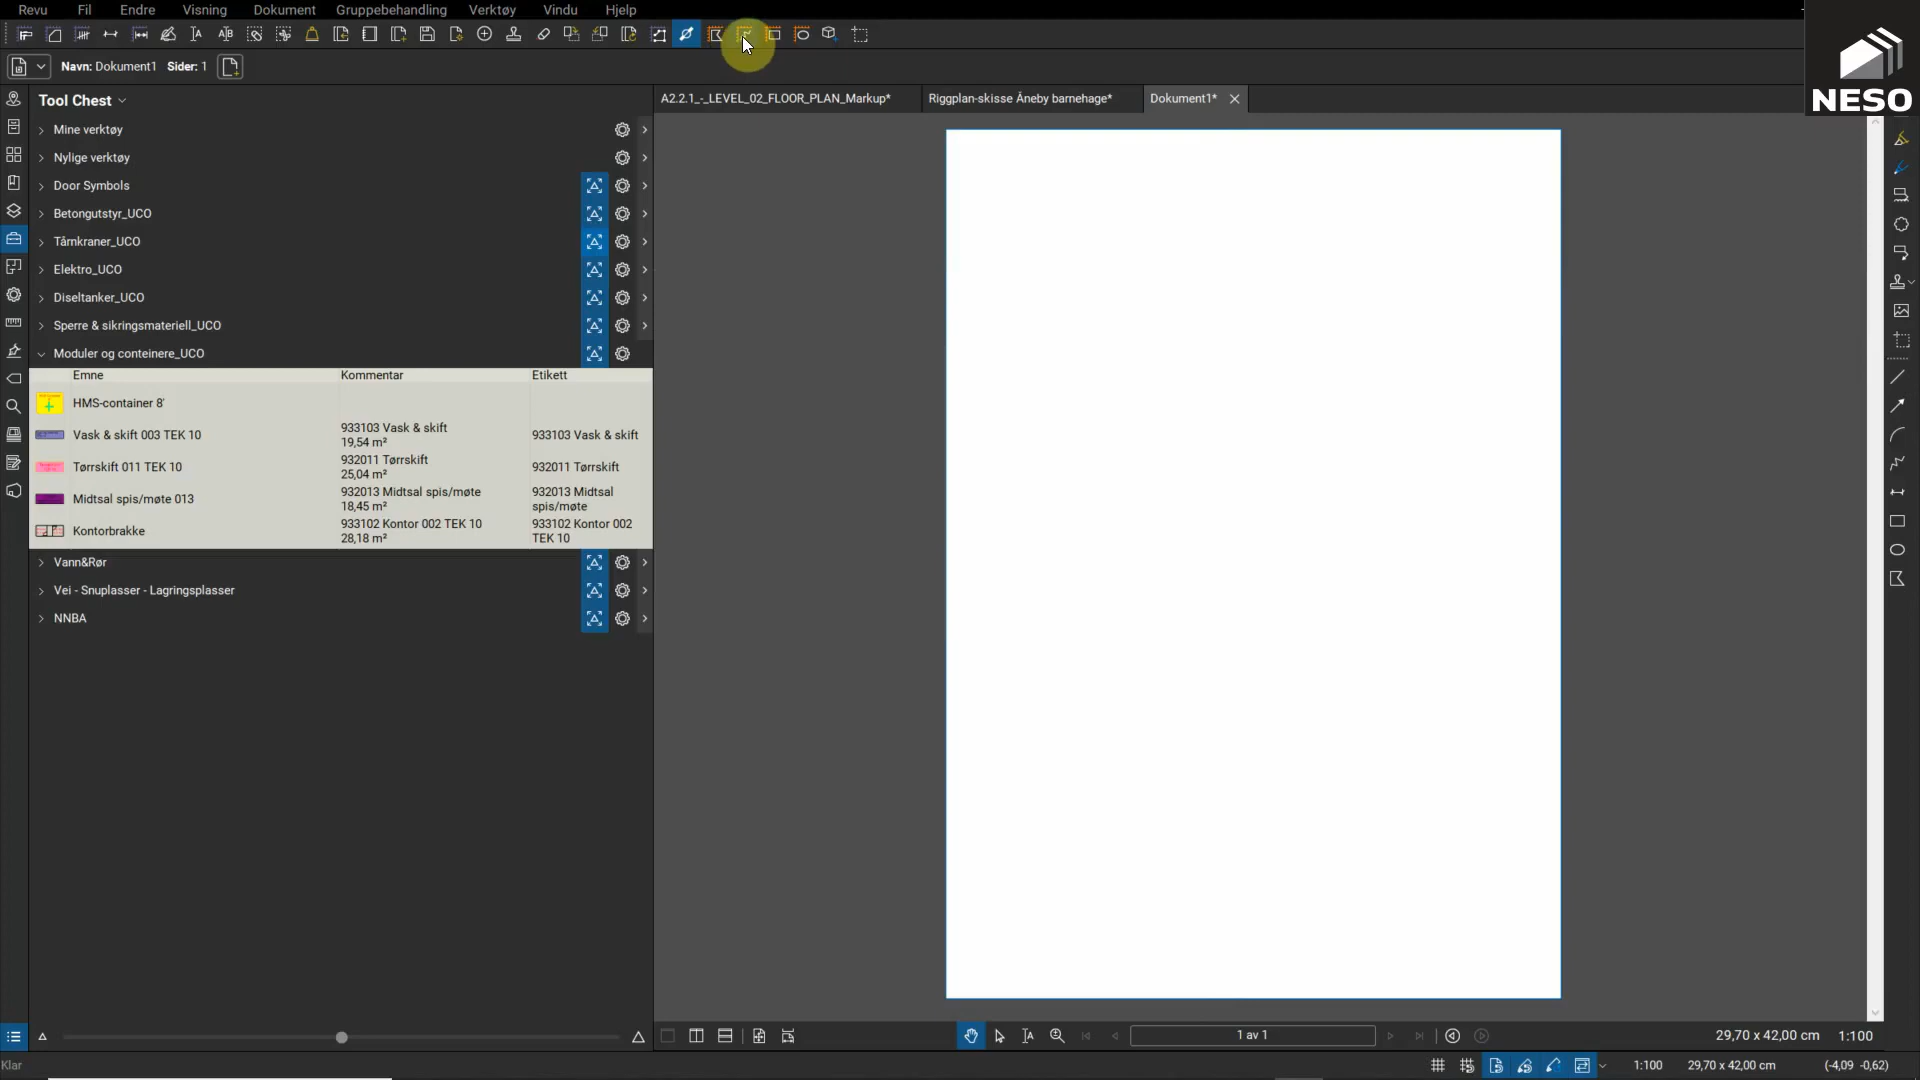 Revu Fil Endre Visning Dokument Gruppebehandling Verktøy Vindu Hjelp
NESO
Navn: Dokument1 Sider: 1
Tool Chest
A2.2.1_-_LEVEL_02_FLOOR_PLAN_Markup* Riggplan-skisse Åneby barnehage* Dokument1*
Mine verktøy
Nylige verktøy
Door Symbols
Betongutstyr_UCO
Tårnkraner_UCO
Elektro_UCO
Diseltanker_UCO
Sperre & sikringsmateriell_UCO
Moduler og conteinere_UCO
Emne Kommentar Etikett
HMS-container 8'
Vask & skift 003 TEK 10 933103 Vask & skift 933103 Vask & skift
19,54 m²
Tørrskift 011 TEK 10 932011 Tørrskift 932011 Tørrskift
25,04 m²
Midtsal spis/møte 013 932013 Midtsal spis/møte 932013 Midtsal
18,45 m² spis/møte
Kontorbrakke 933102 Kontor 002 TEK 10 933102 Kontor 002
28,18 m² TEK 10
Vann&Rør
Vei - Snuplasser - Lagringsplasser
NNBA
1 av 1 29,70 x 42,00 cm 1:100
Klar 1:100 29,70 x 42,00 cm (-4,09 -0,62)